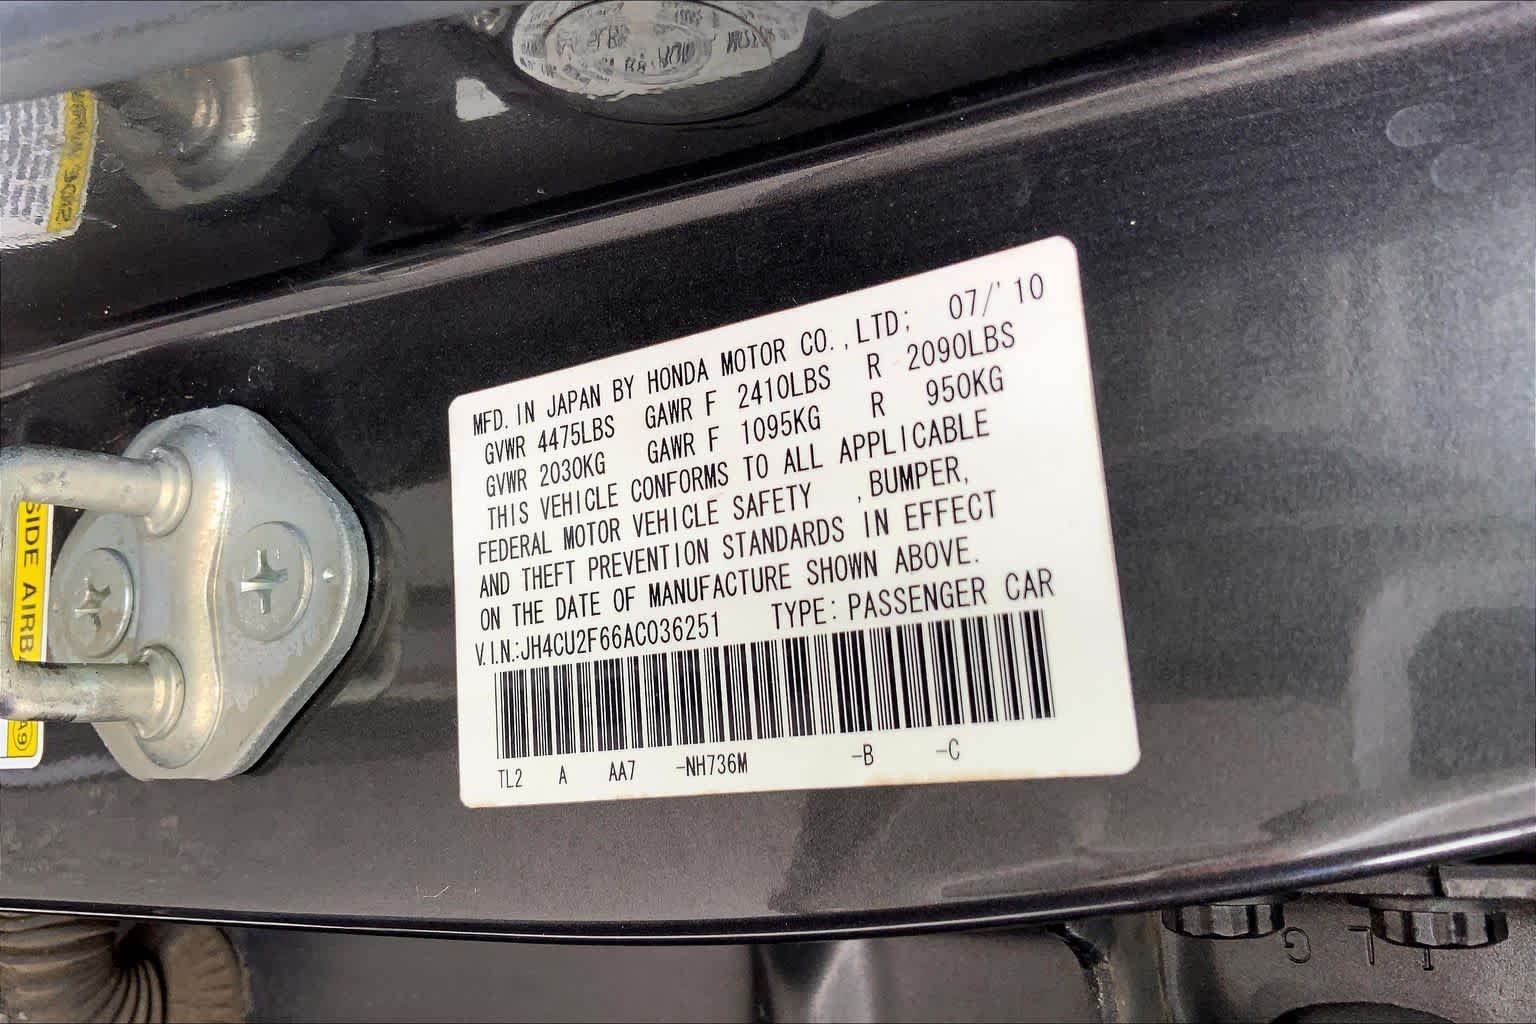 MFD. IN JAPAN BY HONDA MOTOR CO.,LTD; 07/'10
GVWR 4475LBS GAWR F 2410LBS R 2090LBS
GVWR 2030KG GAWR F 1095KG R 950KG
THIS VEHICLE CONFORMS TO ALL APPLICABLE
FEDERAL MOTOR VEHICLE SAFETY ,BUMPER,
AND THEFT PREVENTION STANDARDS IN EFFECT
ON THE DATE OF MANUFACTURE SHOWN ABOVE.
V.I.N.:JH4CU2F66AC036251 TYPE: PASSENGER CAR
TL2 A AA7 -NH736M -B -C
SIDE AIRB
A9
G
L